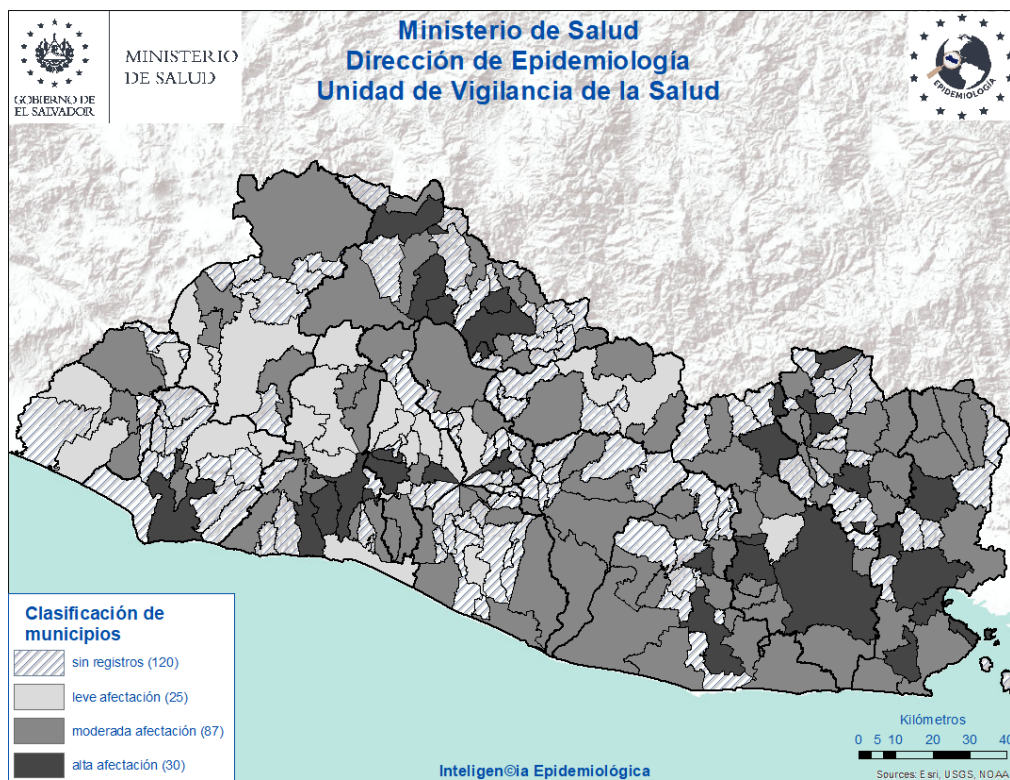 Ministerio de Salud
Dirección de Epidemiología
Unidad de Vigilancia de la Salud
MINISTERIO
DE SALUD
GOBIERNO DE
EL SALVADOR
EPIDEMIOLOGÍA
Clasificación de
municipios
sin registros (120)
leve afectación (25)
moderada afectación (87)
alta afectación (30)
Kilómetros
0 5 10 20 30 40
Inteligen©ia Epidemiológica
Sources: Esri, USGS, NOAA